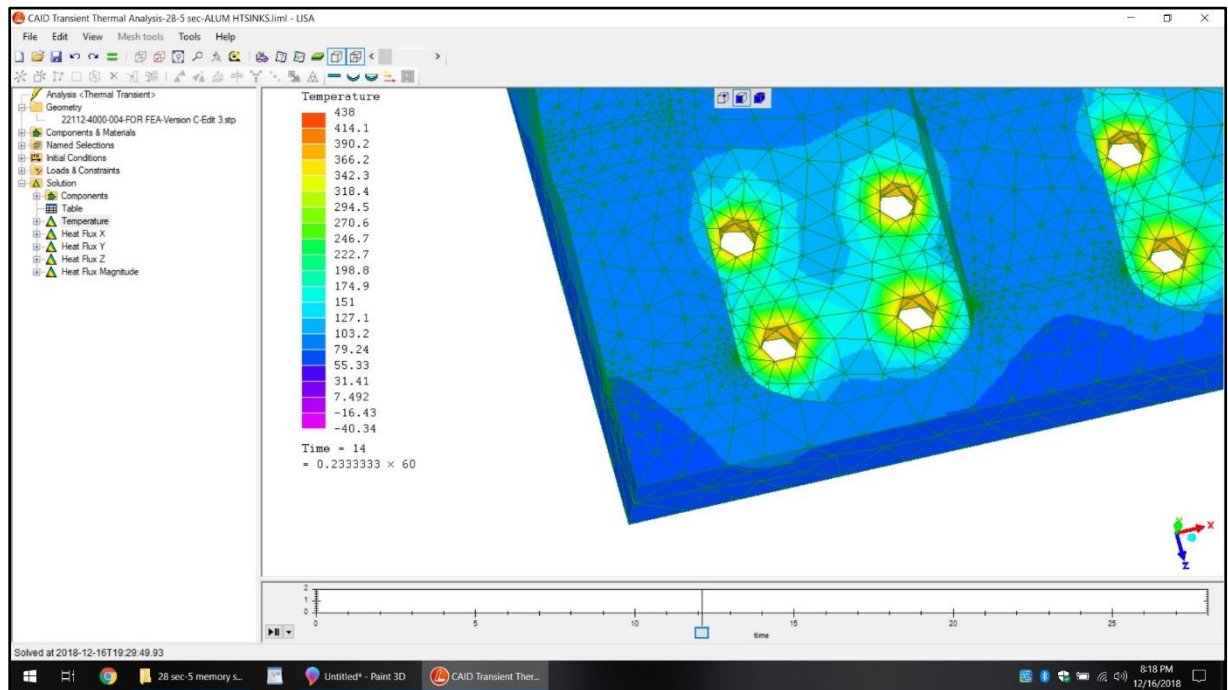 CAID Transient Thermal Analysis-28-5 sec-ALUM HTSINKS.liml - LISA
File Edit View Mesh tools Tools Help
Analysis <Thermal Transient>
Geometry
22112-4000-004-FOR FEA-Version C-Edit 3.stp
Components & Materials
Named Selections
Initial Conditions
Loads & Constraints
Solution
Components
Table
Temperature
Heat Flux X
Heat Flux Y
Heat Flux Z
Heat Flux Magnitude
Temperature
438
414.1
390.2
366.2
342.3
318.4
294.5
270.6
246.7
222.7
198.8
174.9
151
127.1
103.2
79.24
55.33
31.41
7.492
-16.43
-40.34
Time = 14
= 0.2333333 × 60
Y
X
Z
2
1
0
0 5 10 15 20 25
time
Solved at 2018-12-16T19:29:49.93
28 sec-5 memory s...
Untitled* - Paint 3D
CAID Transient Ther...
8:18 PM
12/16/2018